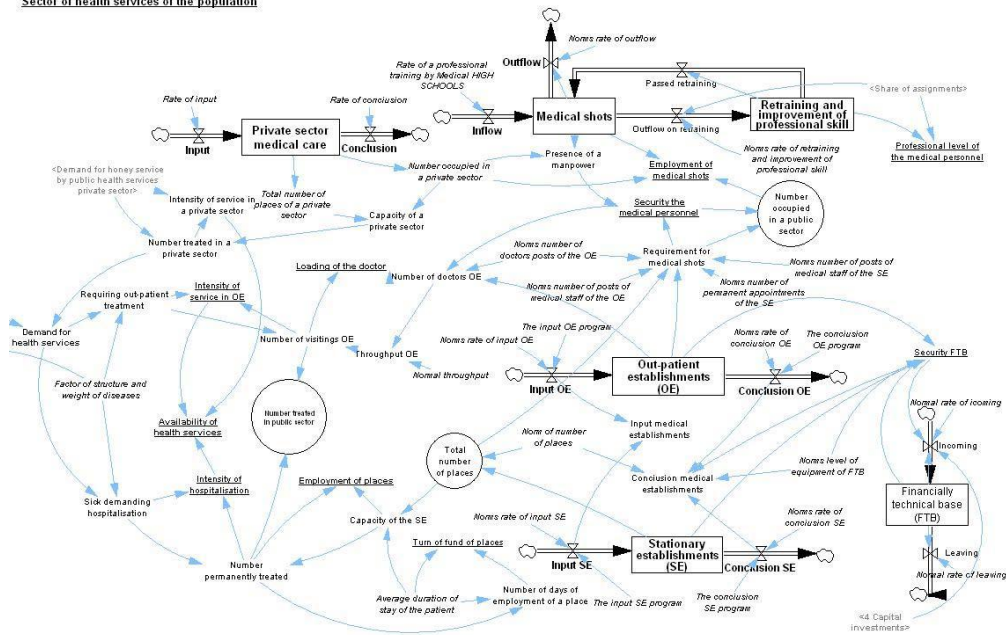 Sector of health services of the population
Norms rate of outflow
Outflow
Rate of a professional
training by Medical HIGH
SCHOOLS
Passed retraining
Rate of input
Rate of conclusion
<Share of assignments>
Private sector
medical care
Input
Conclusion
Inflow
Medical shots
Outflow on retraining
Retraining and
improvement of
professional skill
Presence of a
manpower
Norms rate of retraining
and improvement of
professional skill
Professional level of
the medical personnel
<Demand for honey service
by public health services
private sector>
Number occupied in
a private sector
Employment of
medical shots
Total number of
places of a private
sector
Intensity of service in
a private sector
Capacity of a
private sector
Security the
medical personnel
Number
occupied
in a public
sector
Number treated in a
private sector
Norms number of
doctors posts of the OE
Requirement for
medical shots
Norms number of posts of
medical staff of the SE
Loading of the doctor
Number of doctors OE
Norms number of posts of
medical staff of the OE
Norms number of
permanent appointments
of the SE
Requiring out-patient
treatment
Intensity of
service in OE
Demand for
health services
Number of visitings OE
Throughput OE
Normal throughput
The input OE program
Norms rate of input OE
Norms rate of
conclusion OE
The conclusion
OE program
Security FTB
Out-patient
establishments
(OE)
Input OE
Conclusion OE
Factor of structure and
weight of diseases
Number treated
in public sector
Normal rate of icoming
Availability of
health services
Norm of number
of places
Input medical
establishments
Incoming
Total
number
of places
Norms level of
equipment of FTB
Conclusion medical
establishments
Intensity of
hospitalisation
Employment of places
Sick demanding
hospitalisation
Financially
technical base
(FTB)
Capacity of the SE
Norms rate of input SE
Norms rate of
conclusion SE
Turn of fund of places
Stationary
establishments
(SE)
Input SE
Conclusion SE
Leaving
Normal rate of leaving
Number
permanently treated
Average duration of
stay of the patient
Number of days of
employment of a place
The input SE program
The conclusion
SE program
<4 Capital
investments>